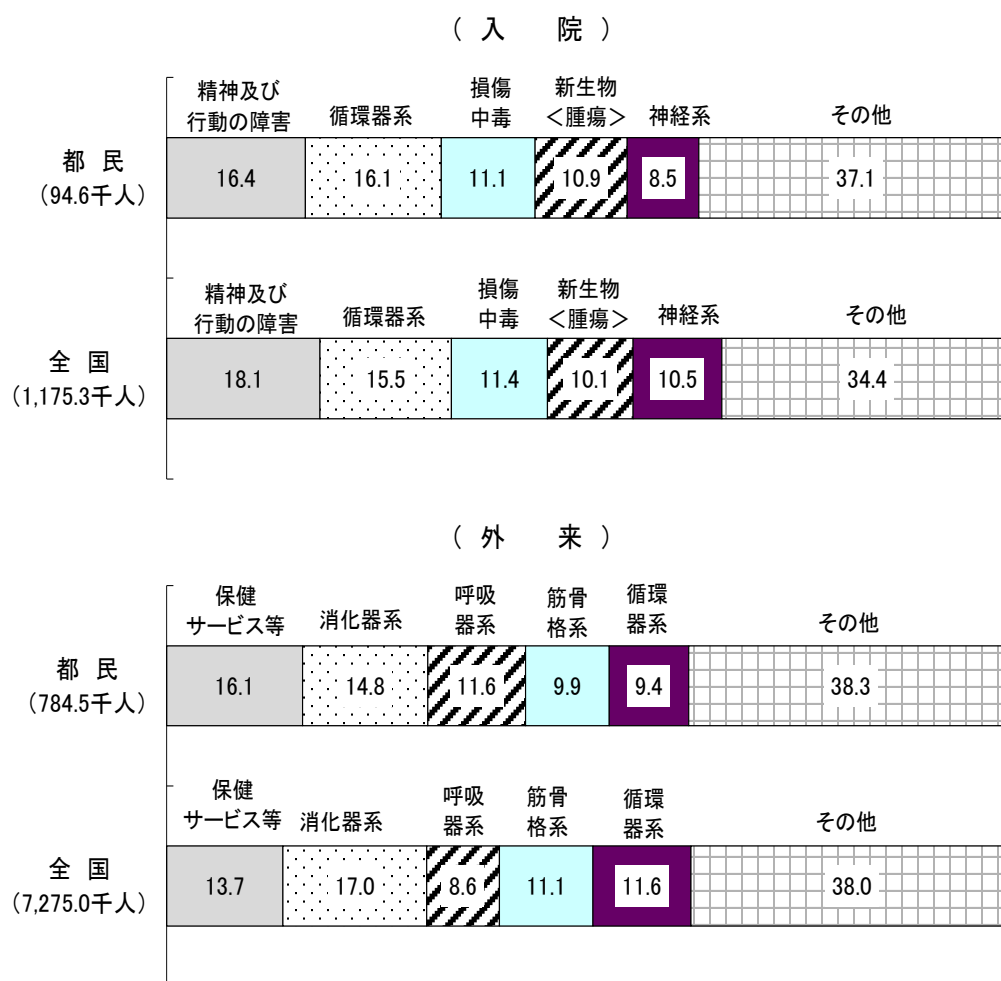 （ 入 院 ）
精神及び
行動の障害
循環器系
損傷
中毒
新生物
＜腫瘍＞
神経系
その他
都 民
(94.6千人)
16.4
16.1
11.1
10.9
8.5
37.1
精神及び
行動の障害
循環器系
損傷
中毒
新生物
＜腫瘍＞
神経系
その他
全 国
(1,175.3千人)
18.1
15.5
11.4
10.1
10.5
34.4
（ 外 来 ）
保健
サービス等
消化器系
呼吸
器系
筋骨
格系
循環
器系
その他
都 民
(784.5千人)
16.1
14.8
11.6
9.9
9.4
38.3
保健
サービス等
消化器系
呼吸
器系
筋骨
格系
循環
器系
その他
全 国
(7,275.0千人)
13.7
17.0
8.6
11.1
11.6
38.0